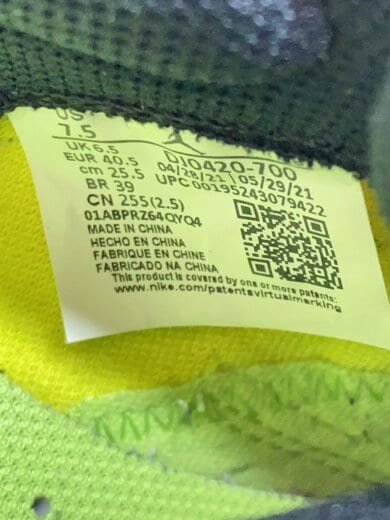 US
7.5
UK 6.5
EUR 40.5
cm 25.5
BR 39
CN 255(2.5)
DJ0420-700
04/28/21 | 05/29/21
UPC 00195243079422
01ABPRZ64QYQ4
MADE IN CHINA
HECHO EN CHINA
FABRIQUE EN CHINE
FABRICADO NA CHINA
This product is covered by one or more patents:
www.nike.com/patentsvirtualmarking